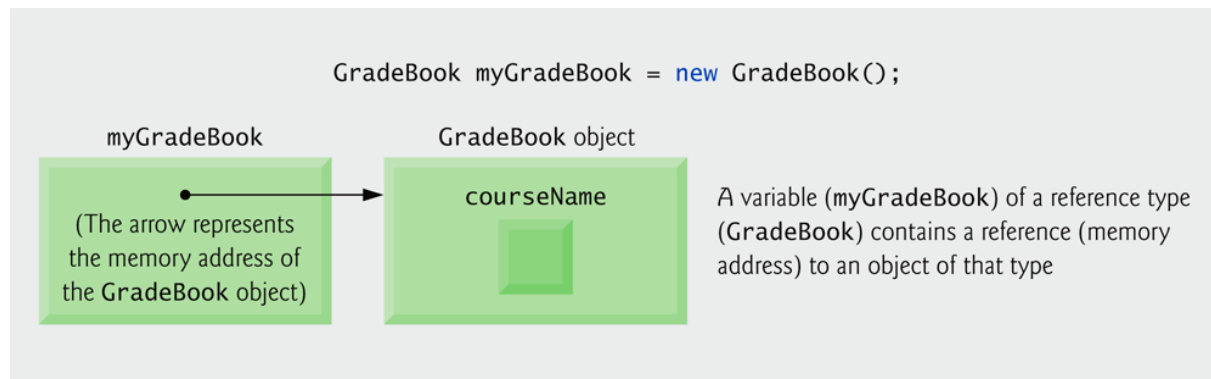 GradeBook myGradeBook = new GradeBook();
myGradeBook
GradeBook object
(The arrow represents
the memory address of
the GradeBook object)
courseName
A variable (myGradeBook) of a reference type
(GradeBook) contains a reference (memory
address) to an object of that type